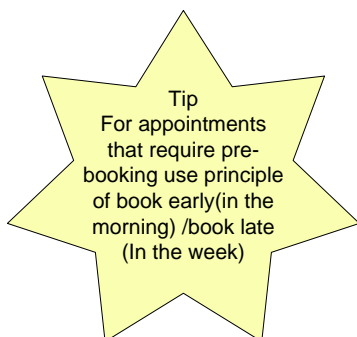 Tip
For appointments
that require pre-
booking use principle
of book early(in the
morning) /book late
(In the week)